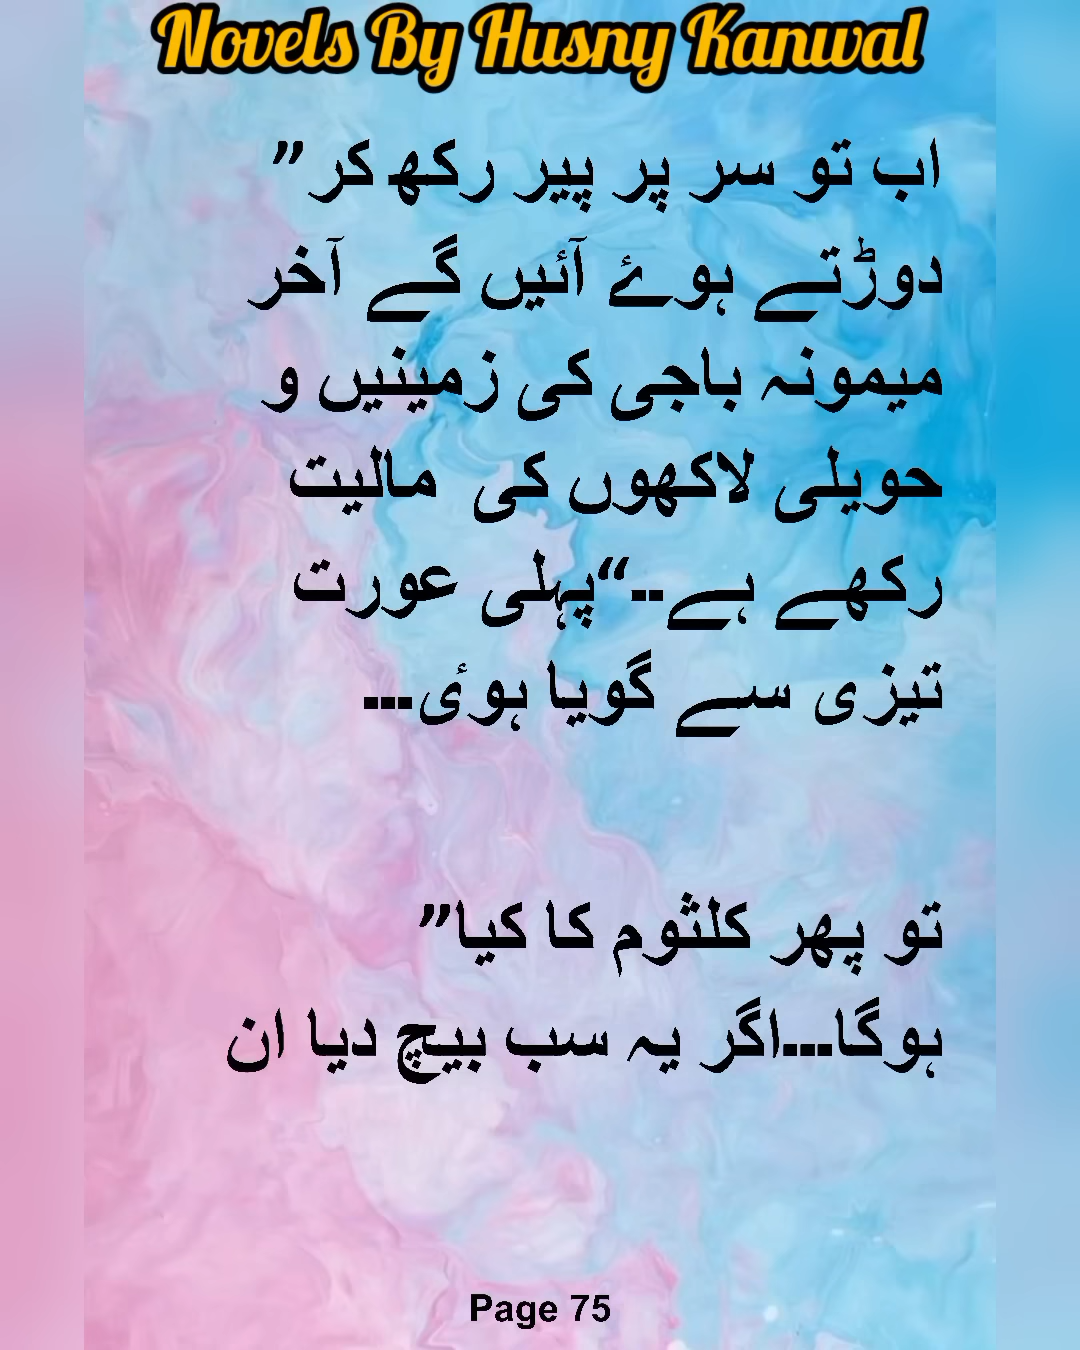 Novels By Husny Kanwal
اب تو سر پر پیر رکھ کر”
دوڑتے ہوۓ آئیں گے آخر
میمونہ باجی کی زمینیں و
حویلی لاکھوں کی مالیت
رکھے ہے..“پہلی عورت
تیزی سے گویا ہوئ...
تو پھر کلثوم کا کیا”
ہوگا...اگر یہ سب بیچ دیا ان
Page 75